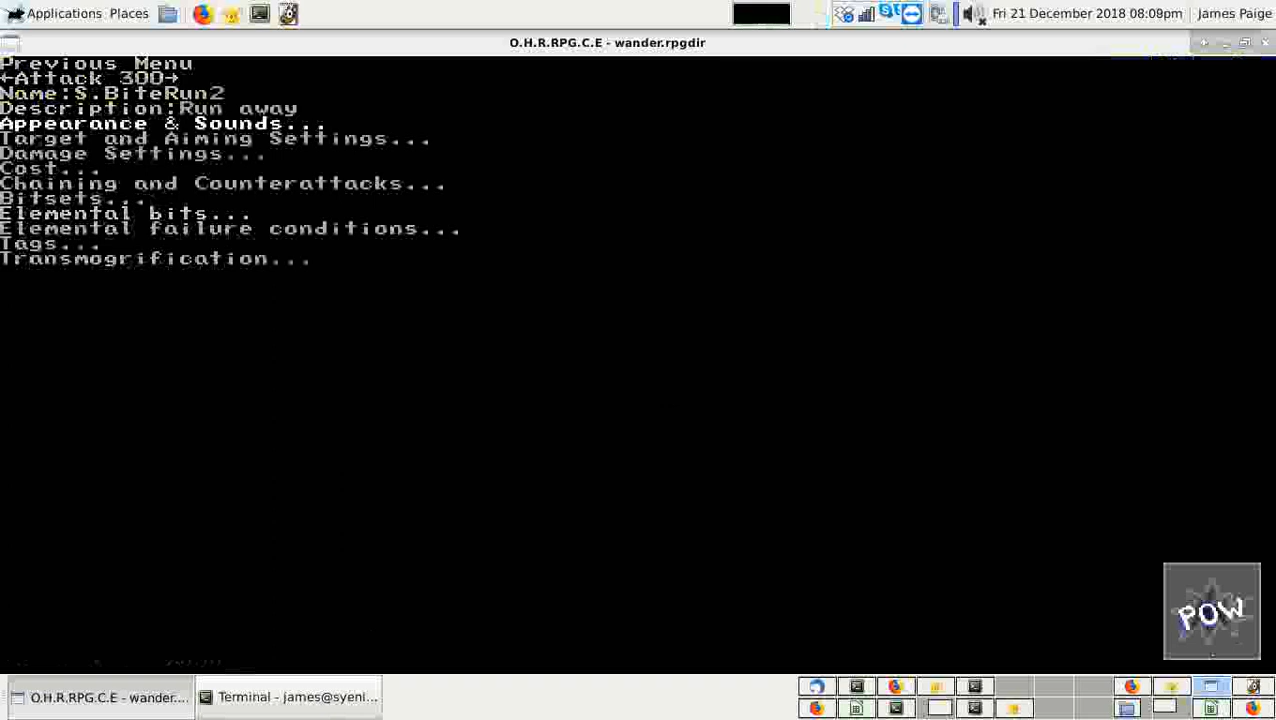 Applications Places
Fri 21 December 2018 08:08pm
James Paige
O.H.R.RPG.C.E - wander.rpgdir
Previous Menu
←Attack 300→
Name:S.BiteRun2
Description:Run away
Appearance & Sounds...
Target and Aiming Settings...
Damage Settings...
Cost...
Chaining and Counterattacks...
Bitsets...
Elemental bits...
Elemental failure conditions...
Tags...
Transmogrification...
POW
O.H.R.RPG.C.E - wander....
Terminal - james@syeni...